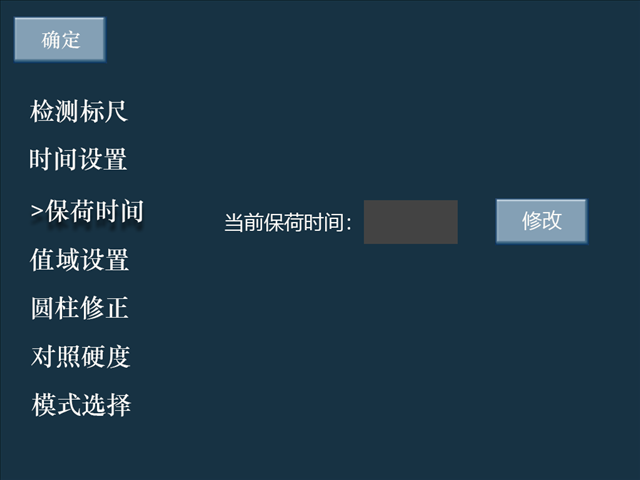 确定
检测标尺
时间设置
>保荷时间
当前保荷时间：
修改
值域设置
圆柱修正
对照硬度
模式选择